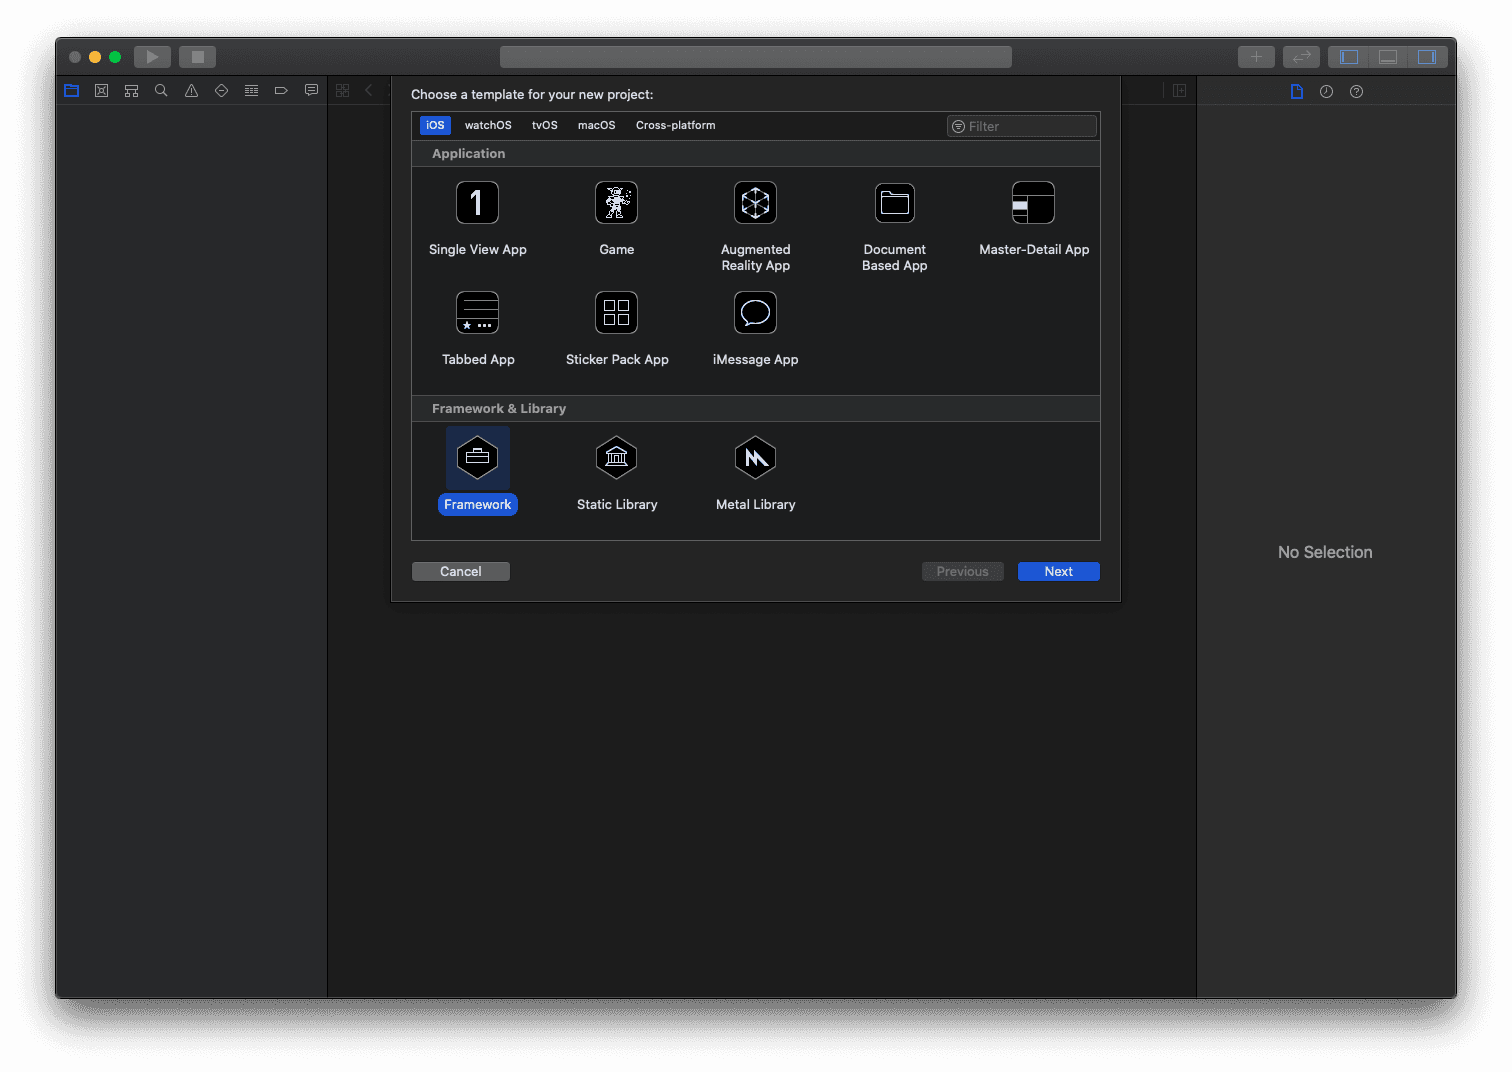 Choose a template for your new project:
iOS watchOS tvOS macOS Cross-platform Filter
Application
1
Single View App Game Augmented Reality App Document Based App Master-Detail App
Tabbed App Sticker Pack App iMessage App
Framework & Library
Framework Static Library Metal Library
Cancel Previous Next
No Selection